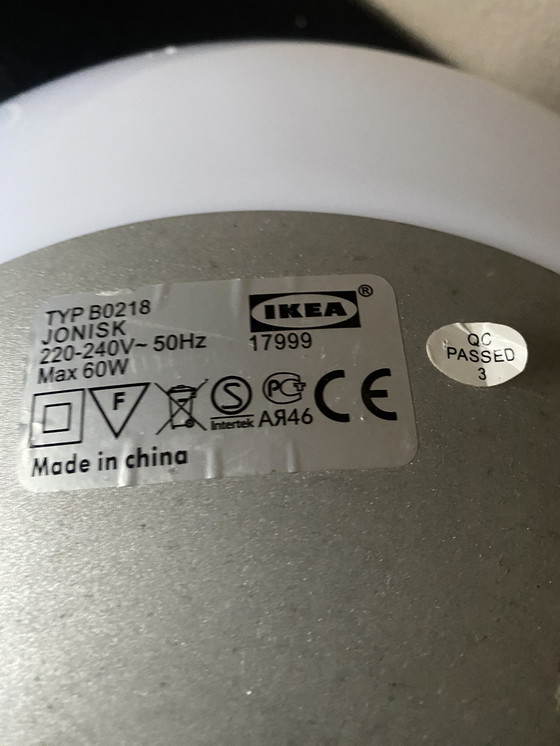 TYP B0218
JONISK
220-240V~ 50Hz
Max 60W
IKEA®
17999
F
S
Intertek
РСТ
АЯ46
CE
Made in china
QC
PASSED
3